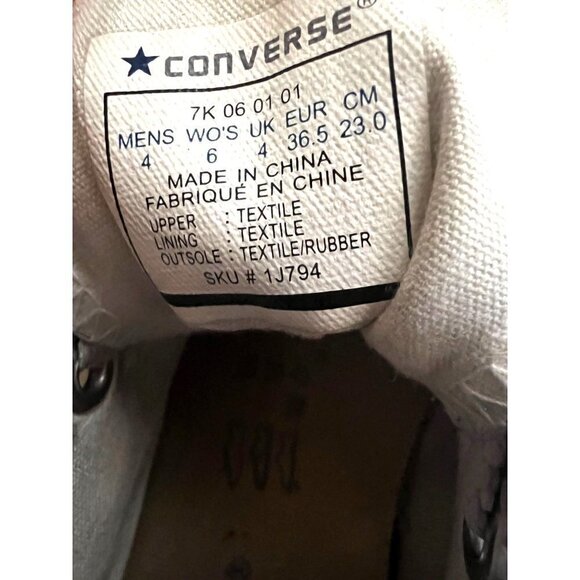 ★ CONVERSE®
7K 06 01 01
MENS WO'S UK EUR CM
4 6 4 36.5 23.0
MADE IN CHINA
FABRIQUÉ EN CHINE
UPPER : TEXTILE
LINING : TEXTILE
OUTSOLE : TEXTILE/RUBBER
SKU # 1J794